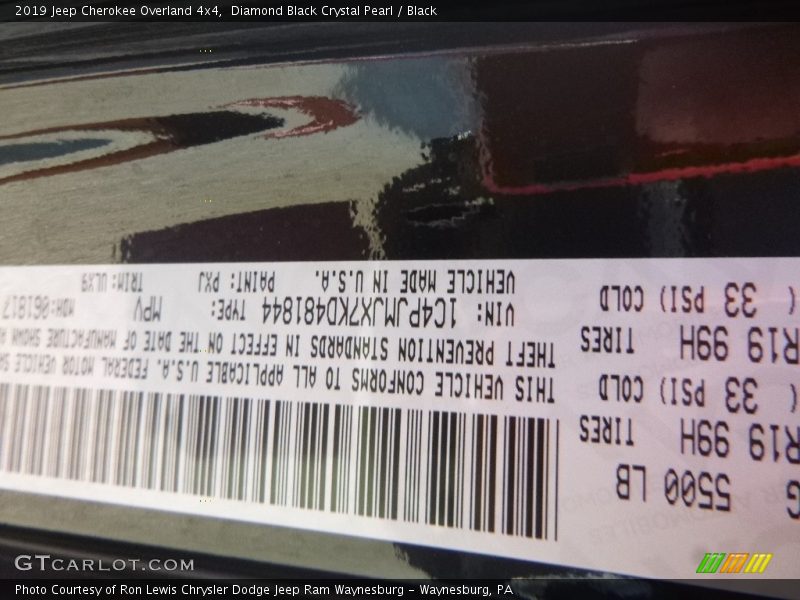 2019 Jeep Cherokee Overland 4x4,  Diamond Black Crystal Pearl / Black
G 5500 LB
R19 99H TIRES
( 33 PSI) COLD
R19 99H TIRES
( 33 PSI) COLD
THIS VEHICLE CONFORMS TO ALL APPLICABLE U.S.A. FEDERAL MOTOR VEHICLE
THEFT PREVENTION STANDARDS IN EFFECT ON THE DATE OF MANUFACTURE SHOWN
VIN: 1C4PJMJX7KD481844 TYPE: MPV MDH:061817
VEHICLE MADE IN U.S.A. PAINT: PXJ TRIM: ULX9
GTCARLOT.COM
Photo Courtesy of Ron Lewis Chrysler Dodge Jeep Ram Waynesburg - Waynesburg, PA